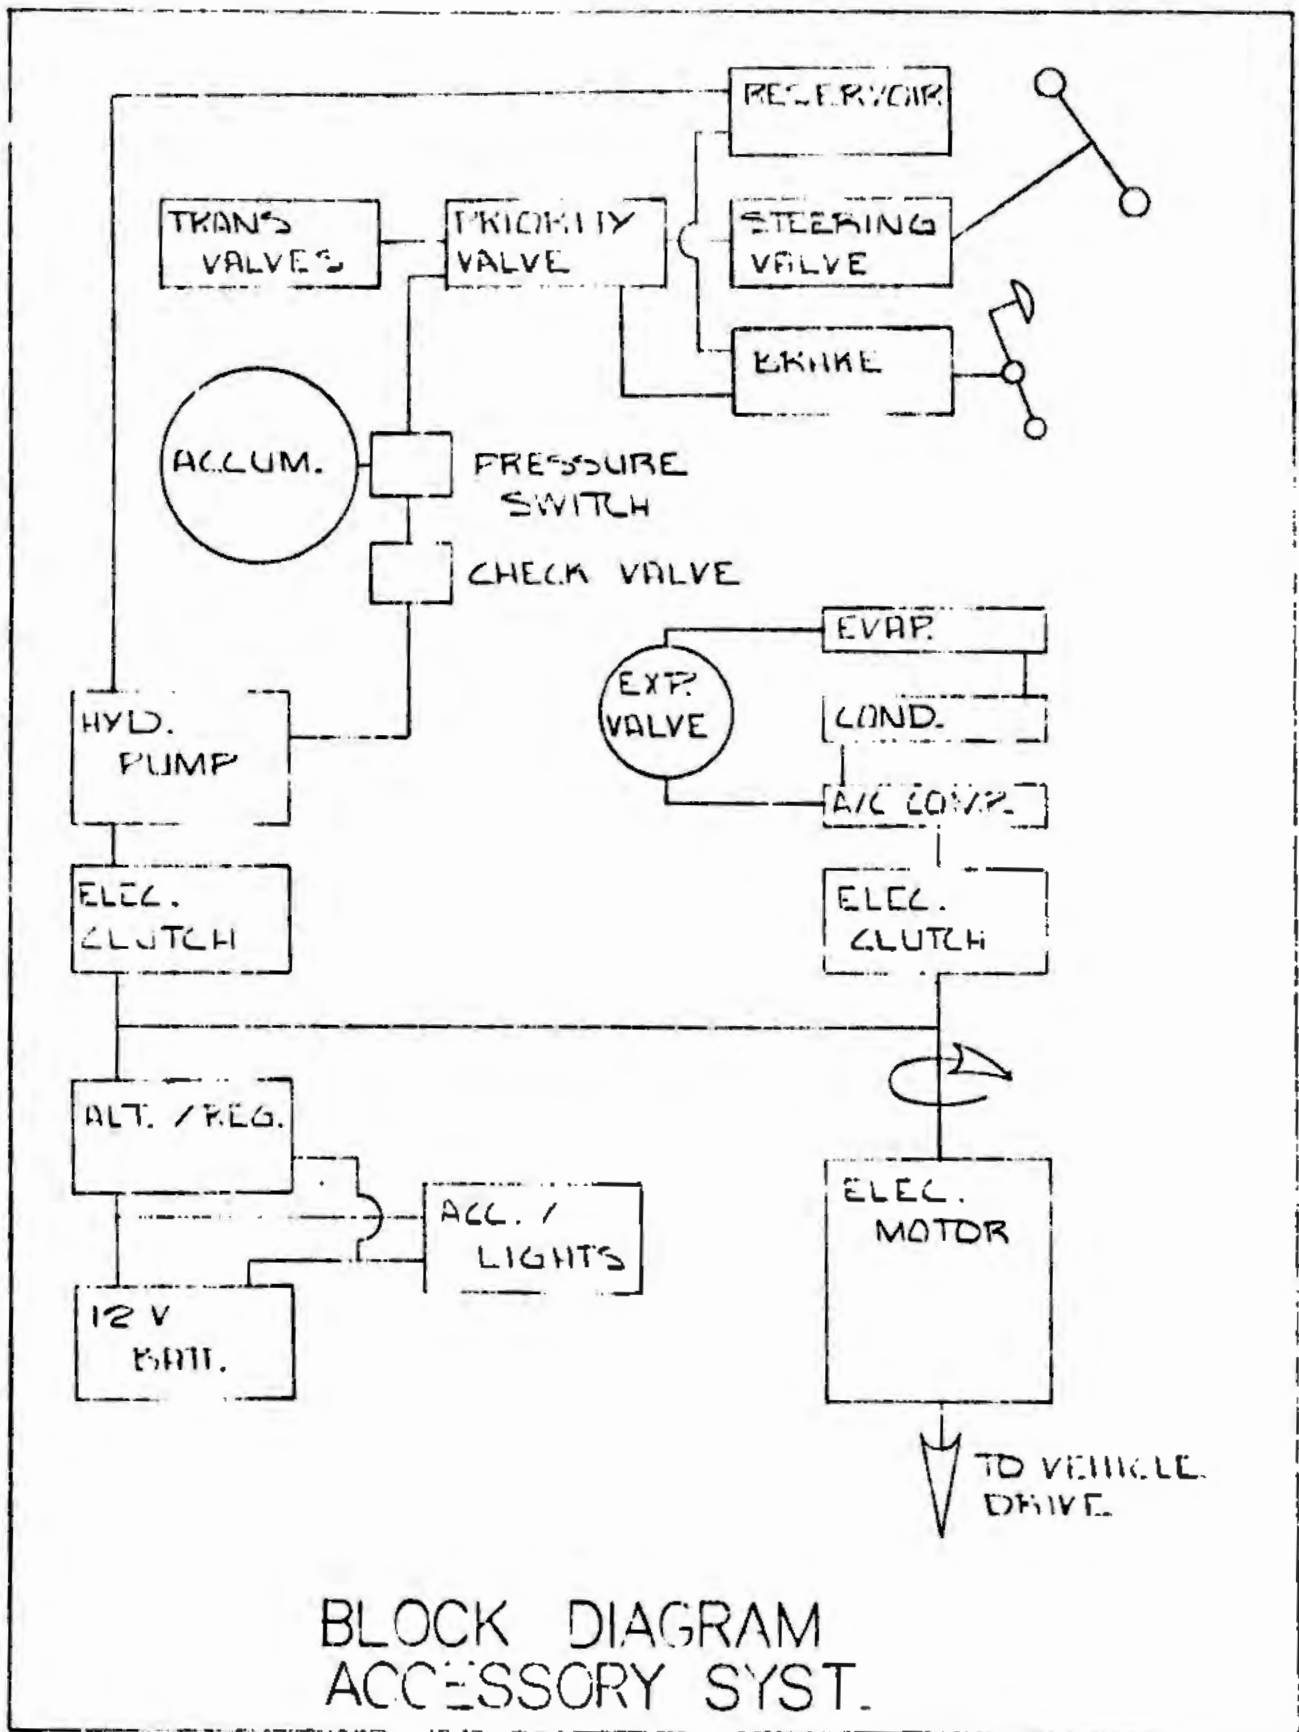 RESERVOIR
TRANS
VALVES
PRIORITY
VALVE
STEERING
VALVE
BRAKE
ACCUM.
PRESSURE
SWITCH
CHECK VALVE
EVAP.
EXP.
VALVE
COND.
HYD.
PUMP
A/C COMP.
ELEC.
CLUTCH
ELEC.
CLUTCH
ALT. / REG.
ELEC.
MOTOR
ACC. /
LIGHTS
12 V
BATT.
TO VEHICLE
DRIVE
BLOCK DIAGRAM
ACCESSORY SYST.